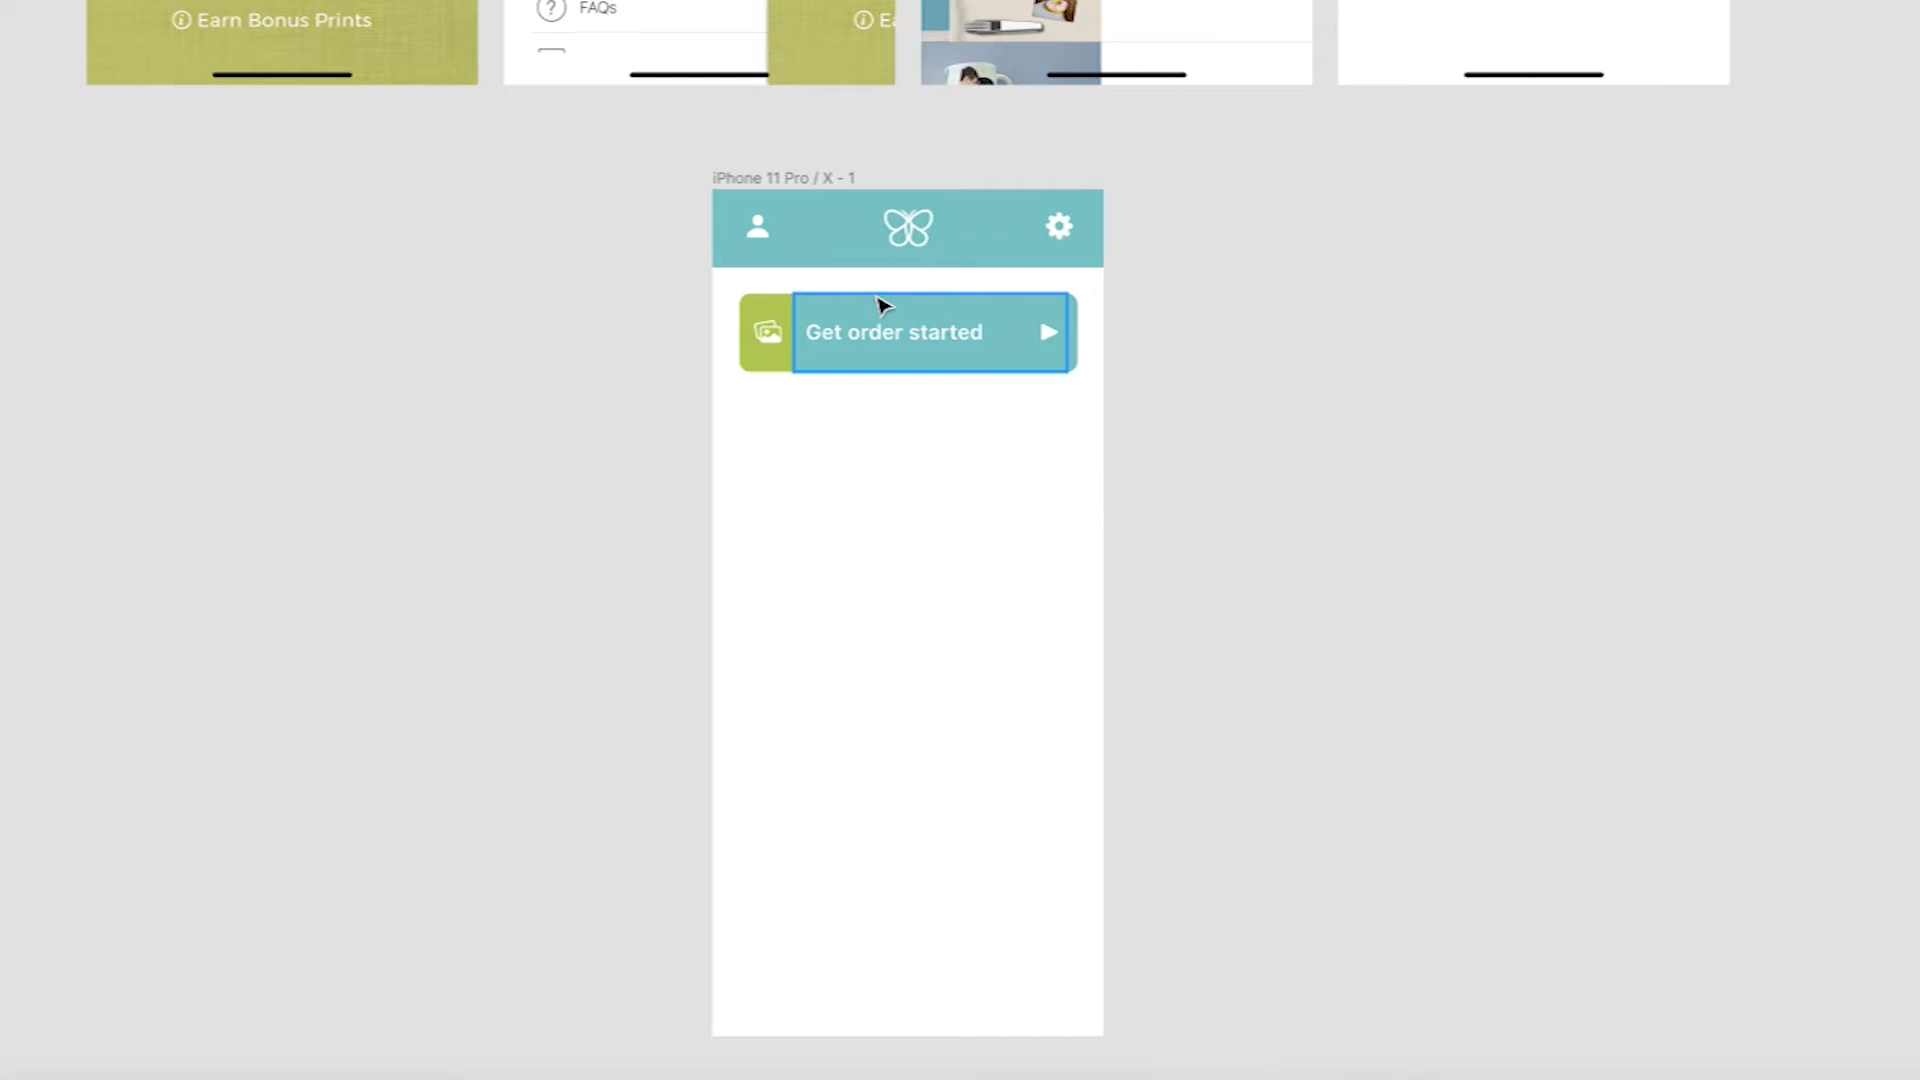 Earn Bonus Prints
FAQs
iPhone 11 Pro / X - 1
Get order started